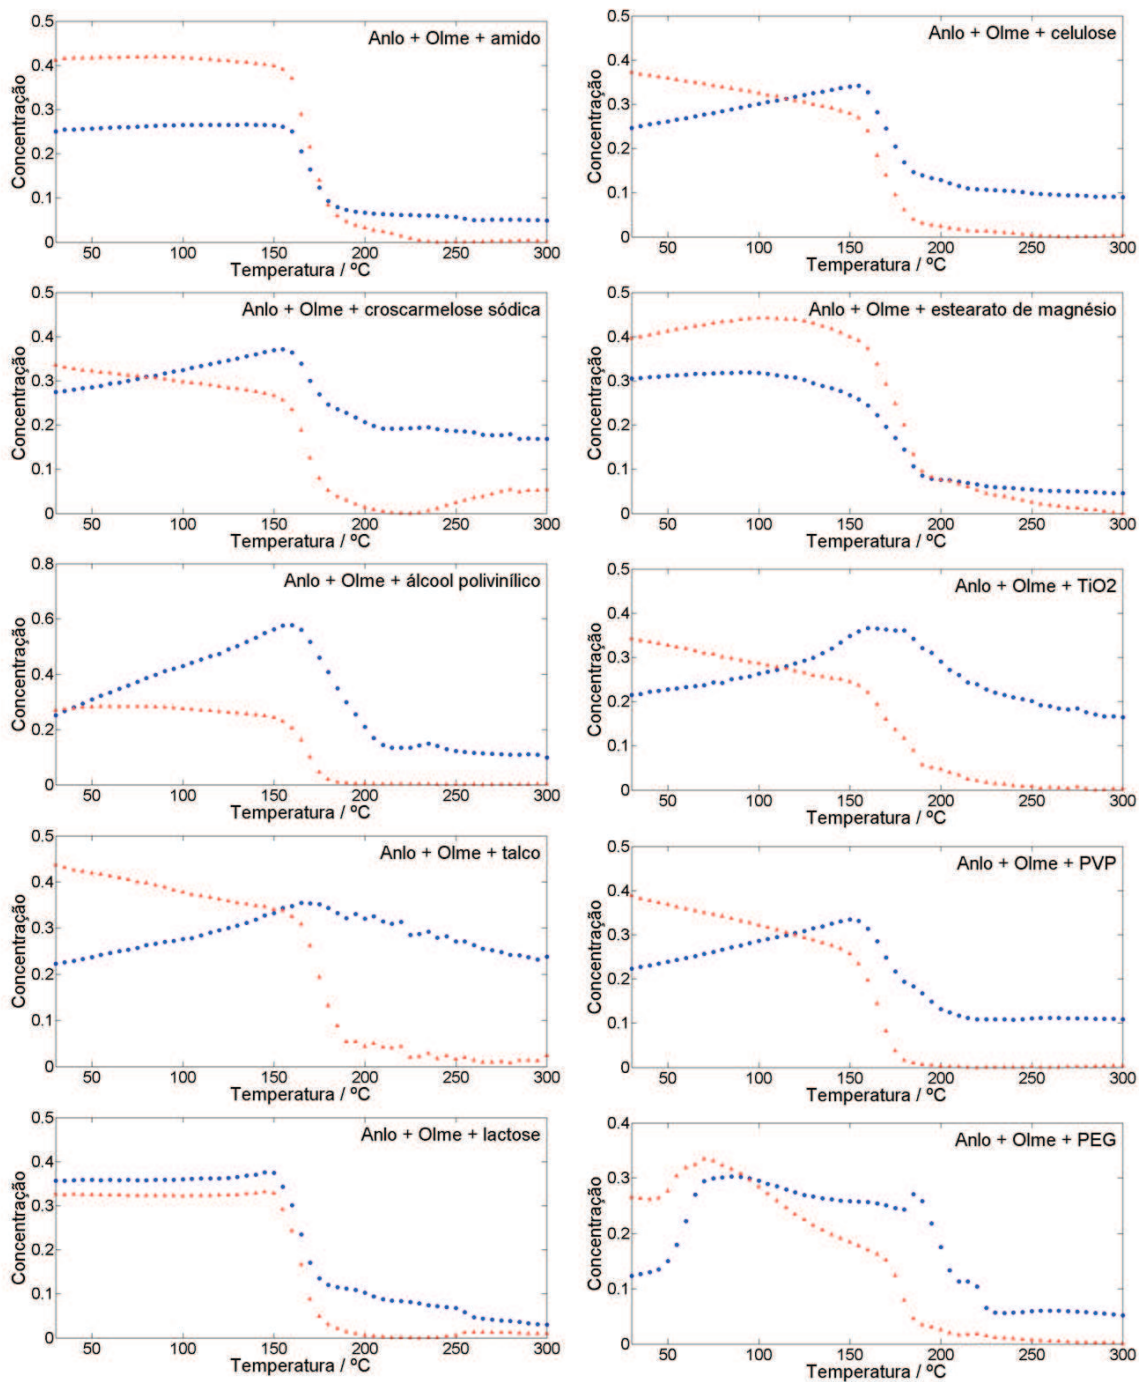 Anlo + Olme + amido
Concentração
0.5
0.4
0.3
0.2
0.1
0
50 100 150 200 250 300
Temperatura / ºC
Anlo + Olme + celulose
Concentração
0.5
0.4
0.3
0.2
0.1
0
50 100 150 200 250 300
Temperatura / ºC
Anlo + Olme + croscarmelose sódica
Concentração
0.5
0.4
0.3
0.2
0.1
0
50 100 150 200 250 300
Temperatura / ºC
Anlo + Olme + estearato de magnésio
Concentração
0.5
0.4
0.3
0.2
0.1
0
50 100 150 200 250 300
Temperatura / ºC
Anlo + Olme + álcool polivinílico
Concentração
0.8
0.6
0.4
0.2
0
50 100 150 200 250 300
Temperatura / ºC
Anlo + Olme + TiO2
Concentração
0.5
0.4
0.3
0.2
0.1
0
50 100 150 200 250 300
Temperatura / ºC
Anlo + Olme + talco
Concentração
0.5
0.4
0.3
0.2
0.1
0
50 100 150 200 250 300
Temperatura / ºC
Anlo + Olme + PVP
Concentração
0.5
0.4
0.3
0.2
0.1
0
50 100 150 200 250 300
Temperatura / ºC
Anlo + Olme + lactose
Concentração
0.5
0.4
0.3
0.2
0.1
0
50 100 150 200 250 300
Temperatura / ºC
Anlo + Olme + PEG
Concentração
0.4
0.3
0.2
0.1
0
50 100 150 200 250 300
Temperatura / ºC